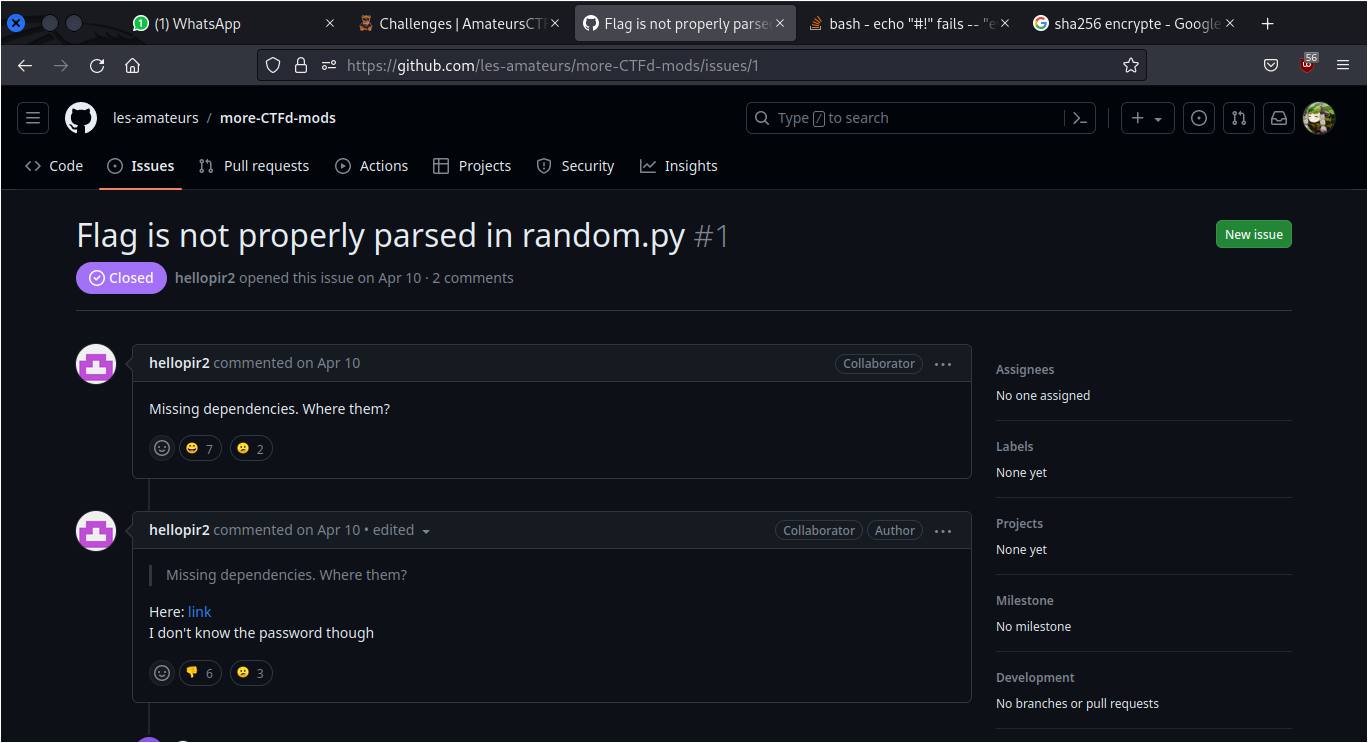 (1) WhatsApp
Challenges | AmateursCTF
Flag is not properly parse
bash - echo "#!" fails -- "e
sha256 encrypte - Google
https://github.com/les-amateurs/more-CTFd-mods/issues/1
56
les-amateurs / more-CTFd-mods
Type / to search
Code
Issues
Pull requests
Actions
Projects
Security
Insights
Flag is not properly parsed in random.py #1
New issue
Closed
hellopir2 opened this issue on Apr 10 · 2 comments
hellopir2 commented on Apr 10
Collaborator
Missing dependencies. Where them?
7
2
hellopir2 commented on Apr 10 • edited
Collaborator
Author
Missing dependencies. Where them?
Here: link
I don't know the password though
6
3
Assignees
No one assigned
Labels
None yet
Projects
None yet
Milestone
No milestone
Development
No branches or pull requests